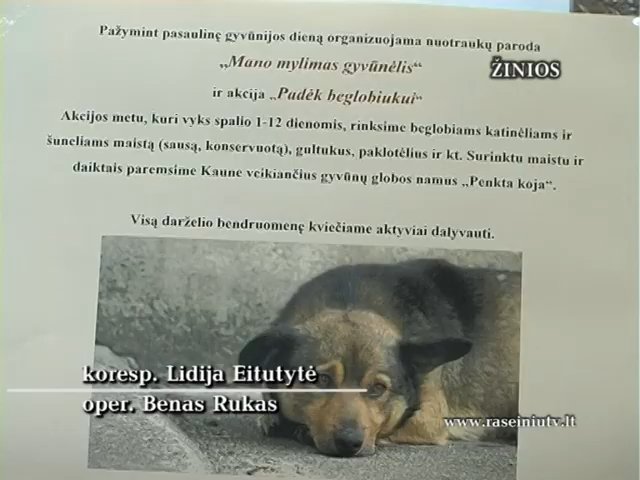 Pažymint pasaulinę gyvūnijos dieną organizuojama nuotraukų paroda
„Mano mylimas gyvūnėlis“
ŽINIOS
ir akcija „Padėk beglobiukui“
Akcijos metu, kuri vyks spalio 1-12 dienomis, rinksime beglobiams katinėliams ir
šuneliams maistą (sausą, konservuotą), gultukus, paklotėlius ir kt. Surinktu maistu ir
daiktais paremsime Kaune veikiančius gyvūnų globos namus „Penkta koja“.
Visą darželio bendruomenę kviečiame aktyviai dalyvauti.
koresp. Lidija Eitutytė
oper. Benas Rukas
www.raseiniutv.lt